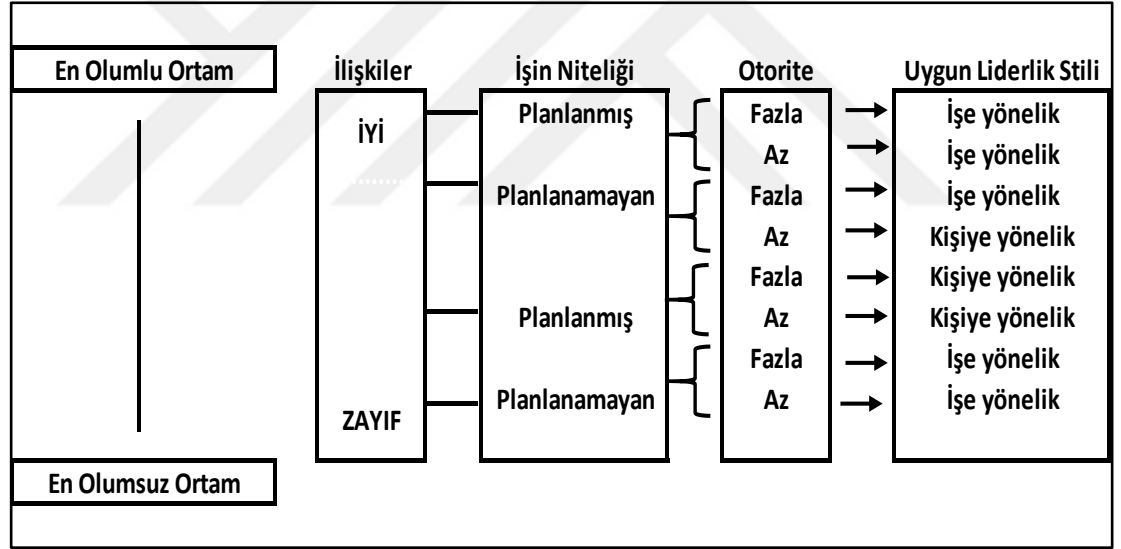 En Olumlu Ortam İlişkiler İşin Niteliği Otorite Uygun Liderlik Stili
İYİ Planlanmış Fazla İşe yönelik
Az İşe yönelik
Planlanamayan Fazla İşe yönelik
Az Kişiye yönelik
Fazla Kişiye yönelik
Planlanmış Az Kişiye yönelik
Fazla İşe yönelik
ZAYIF Planlanamayan Az İşe yönelik
En Olumsuz Ortam